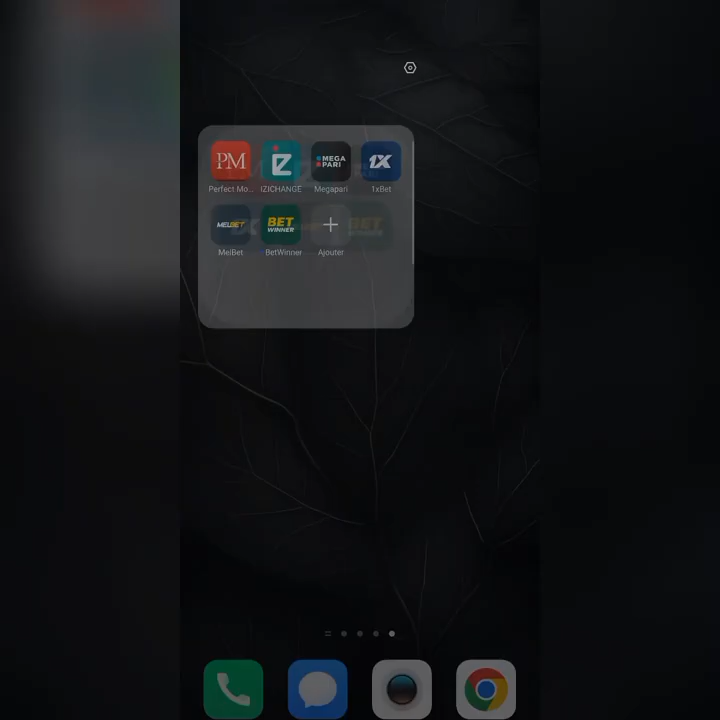 PM
MEGA
PARI
1X
Perfect Mo...
IZICHANGE
Megapari
1xBet
MELBET
BET
WINNER
MelBet
BetWinner
Ajouter